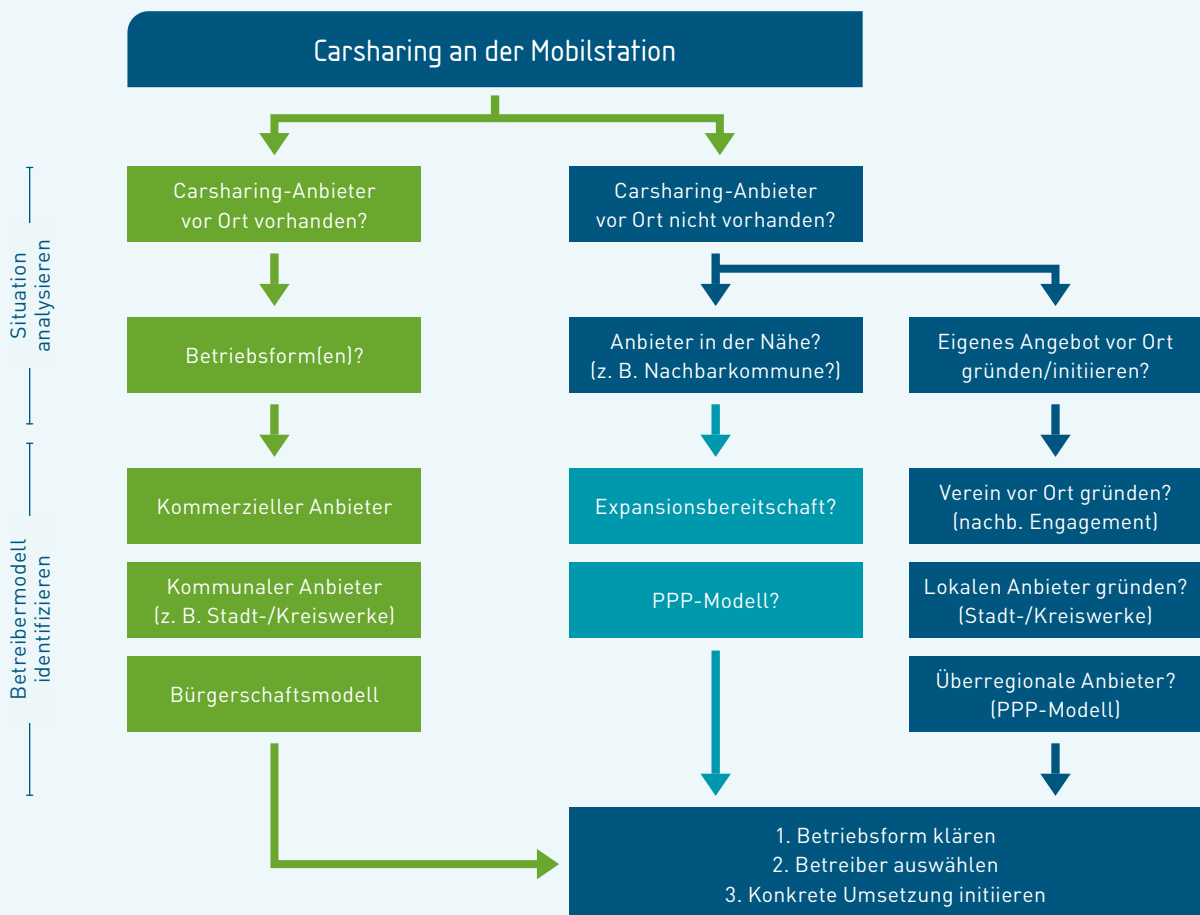 Carsharing an der Mobilstation
Situation
analysieren
Carsharing-Anbieter
vor Ort vorhanden?
Carsharing-Anbieter
vor Ort nicht vorhanden?
Betriebsform(en)?
Anbieter in der Nähe?
(z. B. Nachbarkommune?)
Eigenes Angebot vor Ort
gründen/initiieren?
Betreibermodell
identifizieren
Kommerzieller Anbieter
Kommunaler Anbieter
(z. B. Stadt-/Kreiswerke)
Bürgerschaftsmodell
Expansionsbereitschaft?
PPP-Modell?
Verein vor Ort gründen?
(nachb. Engagement)
Lokalen Anbieter gründen?
(Stadt-/Kreiswerke)
Überregionale Anbieter?
(PPP-Modell)
1. Betriebsform klären
2. Betreiber auswählen
3. Konkrete Umsetzung initiieren